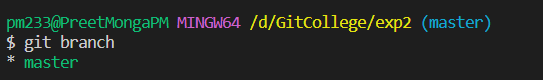 pm233@PreetMongaPM MINGW64 /d/GitCollege/exp2 (master)
$ git branch
* master